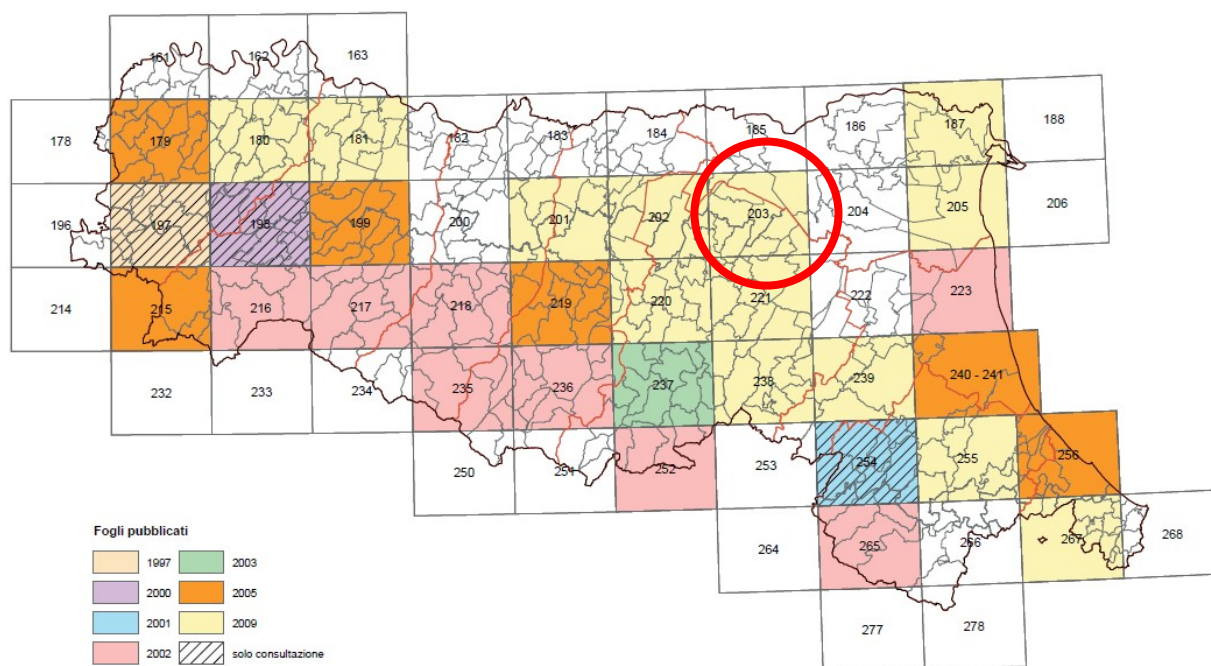 161 162 163
178 179 180 181 182 183 184 185 186 187 188
196 197 198 199 200 201 202 203 204 205 206
214 215 216 217 218 219 220 221 222 223
232 233 234 235 236 237 238 239 240 - 241
250 251 252 253 254 255 256
264 265 266 267 268
277 278
Fogli pubblicati
1997 2003
2000 2005
2001 2009
2002 solo consultazione